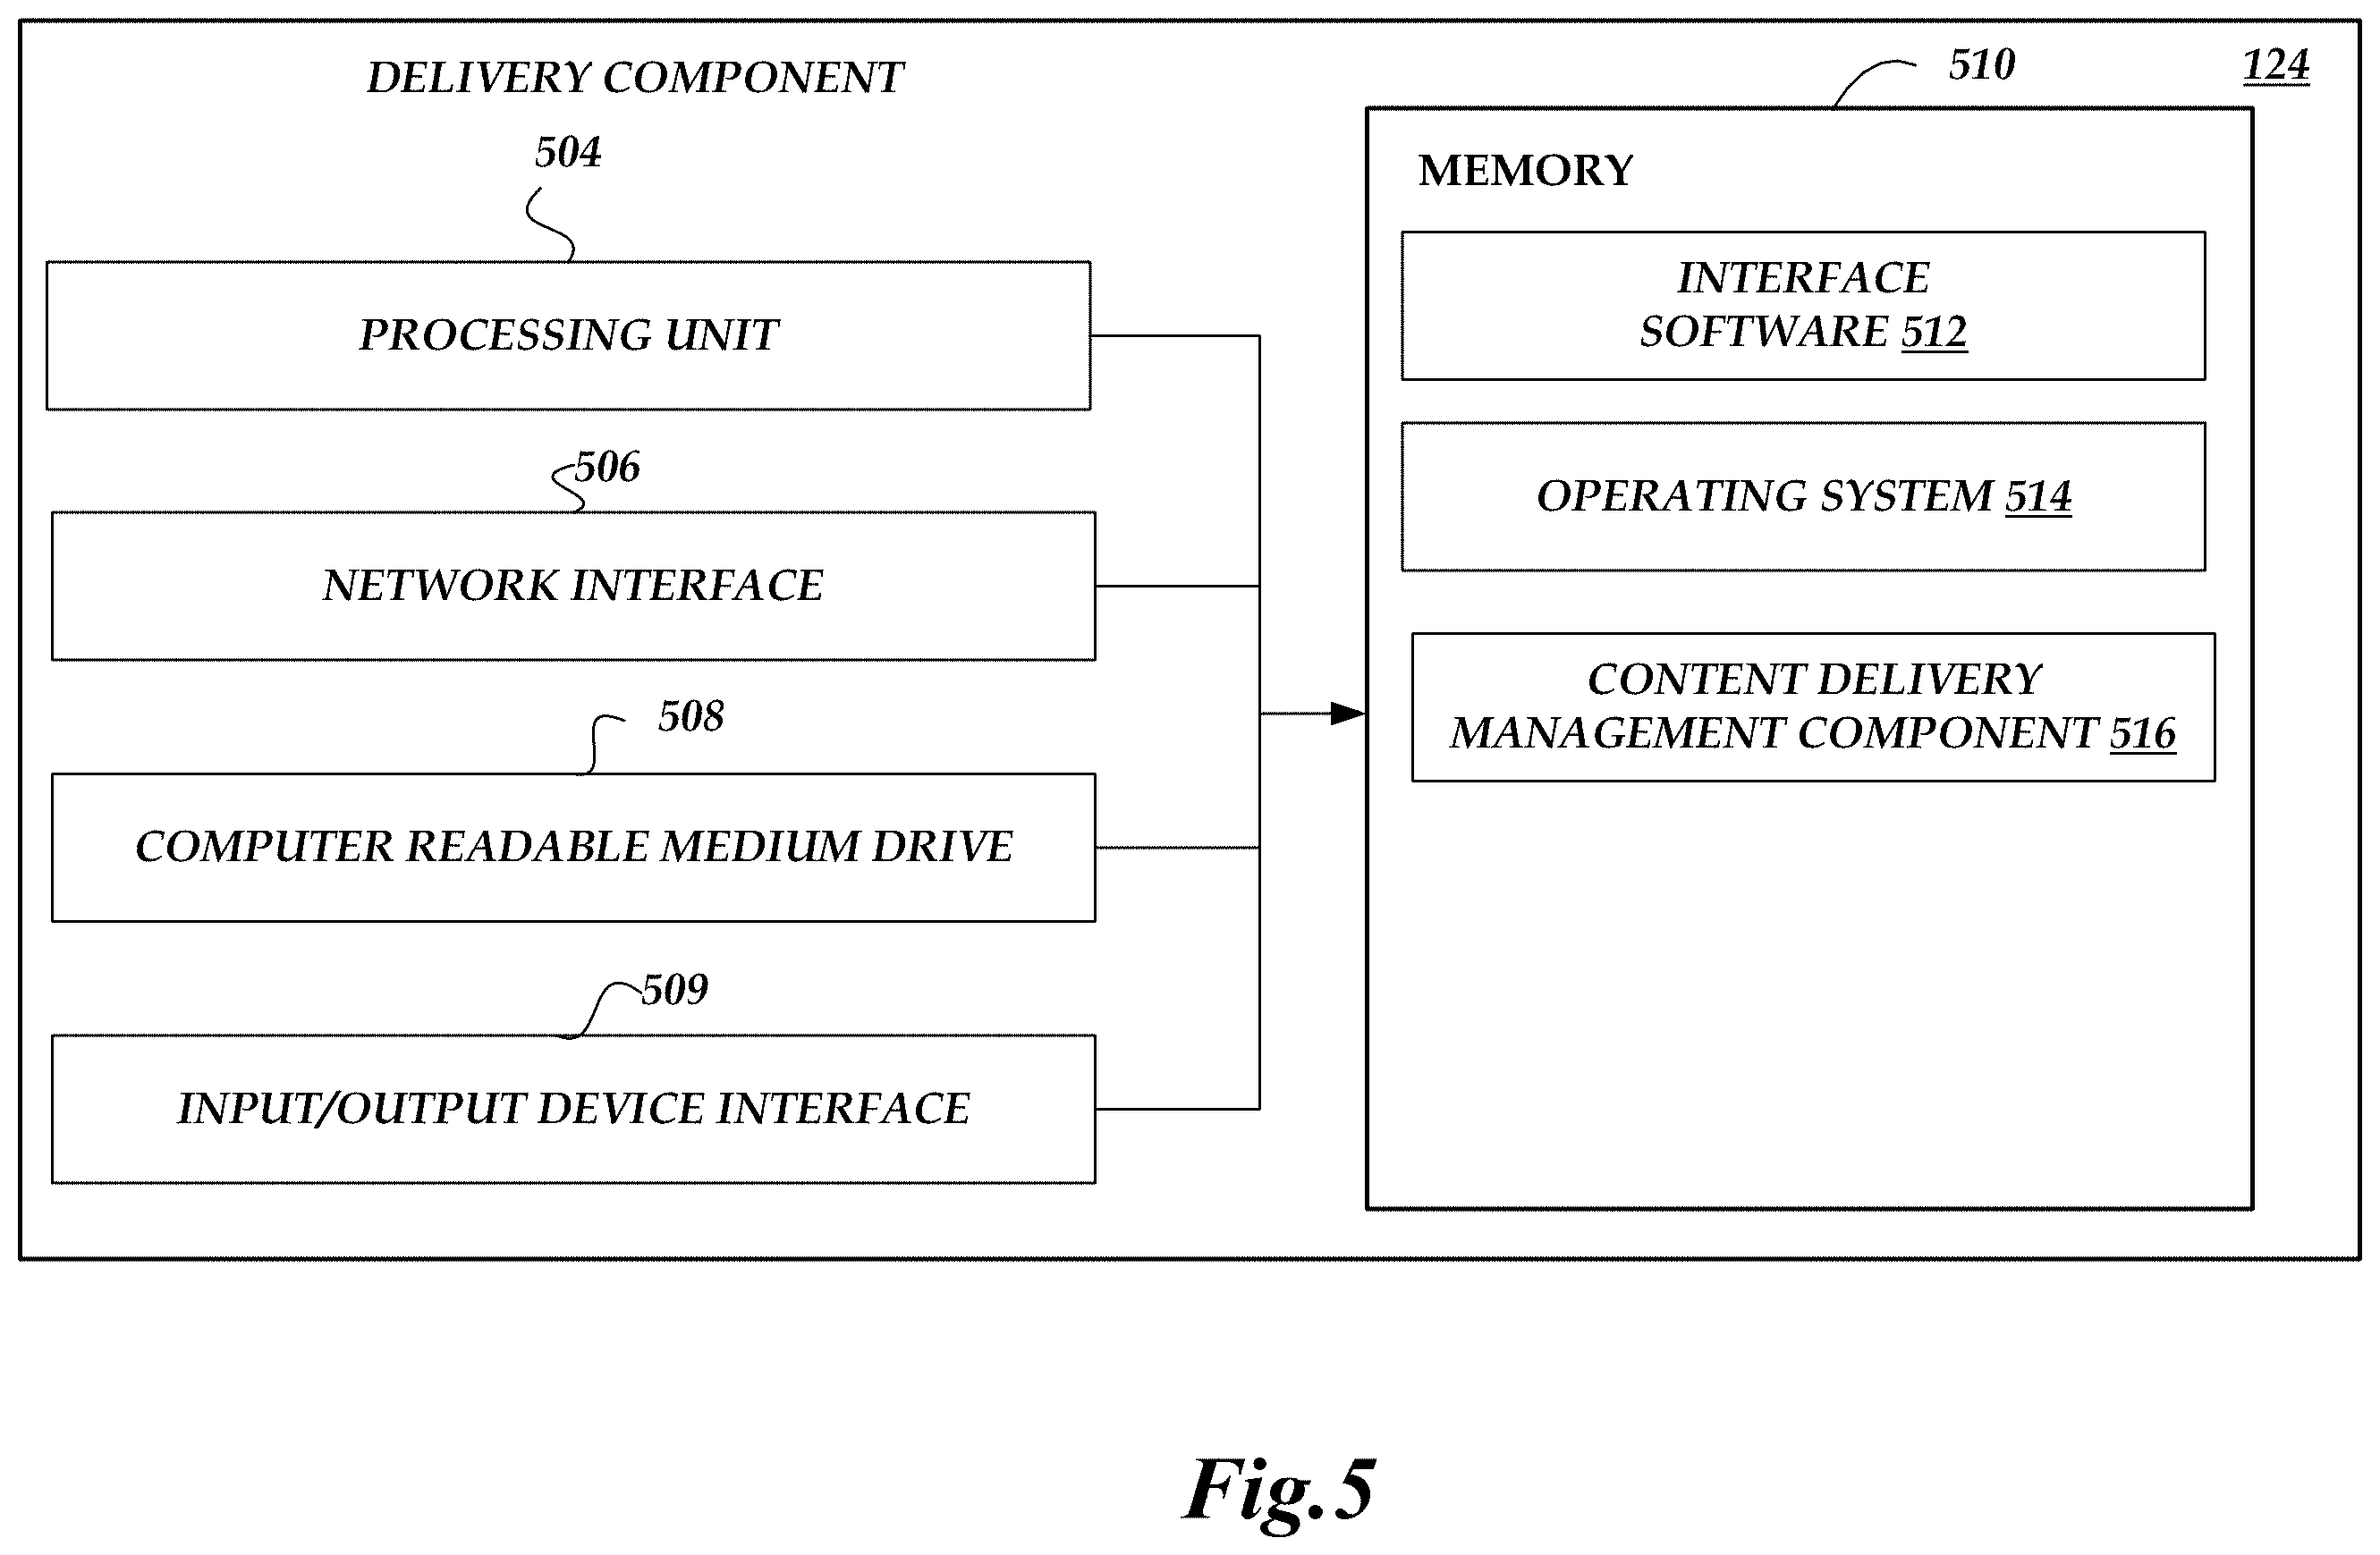 DELIVERY COMPONENT
124
504
PROCESSING UNIT
506
NETWORK INTERFACE
508
COMPUTER READABLE MEDIUM DRIVE
509
INPUT/OUTPUT DEVICE INTERFACE
510
MEMORY
INTERFACE
SOFTWARE 512
OPERATING SYSTEM 514
CONTENT DELIVERY
MANAGEMENT COMPONENT 516
Fig.5